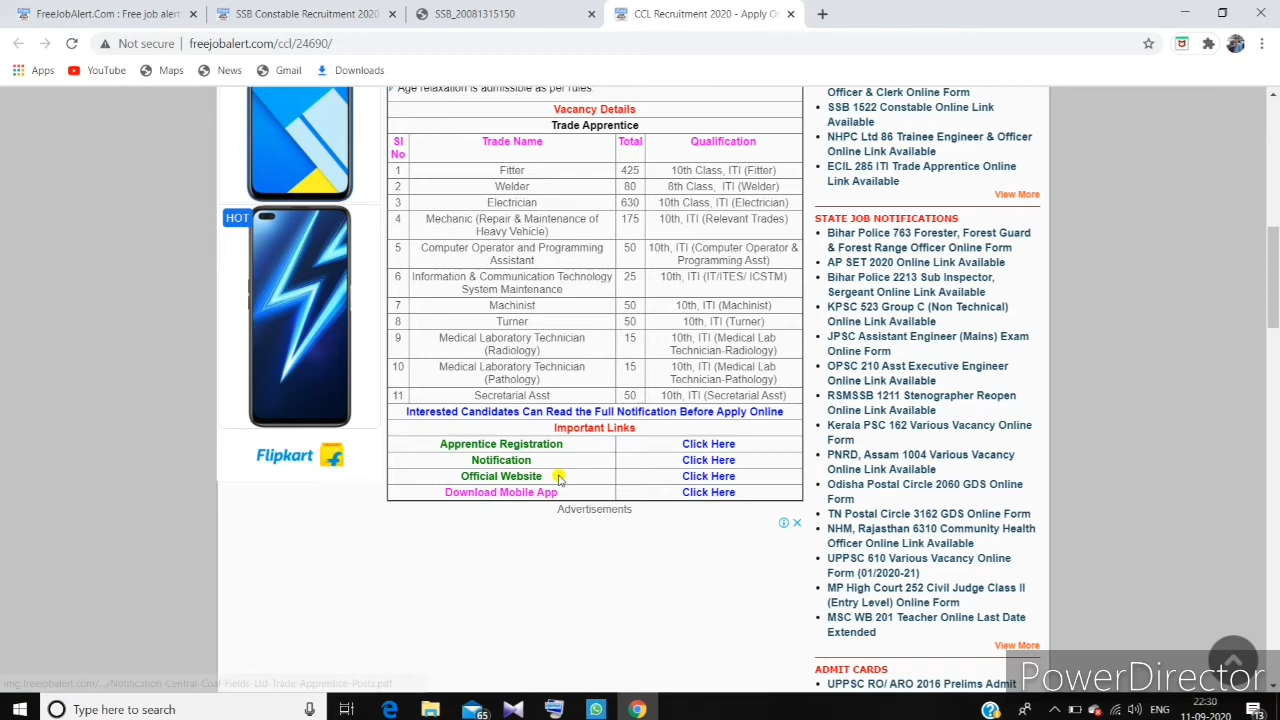 FreeJobAlert.Com : Free job alert
SSB Constable Recruitment 2020
SSB_20081315150
CCL Recruitment 2020 - Apply O
Not secure | freejobalert.com/ccl/24690/
Apps YouTube Maps News Gmail Downloads
HOT
Flipkart
Age relaxation is admissible as per rules.
Vacancy Details
Trade Apprentice
Sl No Trade Name Total Qualification
1 Fitter 425 10th Class, ITI (Fitter)
2 Welder 80 8th Class, ITI (Welder)
3 Electrician 630 10th Class, ITI (Electrician)
4 Mechanic (Repair & Maintenance of Heavy Vehicle) 175 10th, ITI (Relevant Trades)
5 Computer Operator and Programming Assistant 50 10th, ITI (Computer Operator & Programming Asst)
6 Information & Communication Technology System Maintenance 25 10th, ITI (IT/ITES/ ICSTM)
7 Machinist 50 10th, ITI (Machinist)
8 Turner 50 10th, ITI (Turner)
9 Medical Laboratory Technician (Radiology) 15 10th, ITI (Medical Lab Technician-Radiology)
10 Medical Laboratory Technician (Pathology) 15 10th, ITI (Medical Lab Technician-Pathology)
11 Secretarial Asst 50 10th, ITI (Secretarial Asst)
Interested Candidates Can Read the Full Notification Before Apply Online
Important Links
Apprentice Registration Click Here
Notification Click Here
Official Website Click Here
Download Mobile App Click Here
Advertisements
Officer & Clerk Online Form
SSB 1522 Constable Online Link
Available
NHPC Ltd 86 Trainee Engineer & Officer
Online Link Available
ECIL 285 ITI Trade Apprentice Online
Link Available
View More
STATE JOB NOTIFICATIONS
Bihar Police 763 Forester, Forest Guard
& Forest Range Officer Online Form
AP SET 2020 Online Link Available
Bihar Police 2213 Sub Inspector,
Sergeant Online Link Available
KPSC 523 Group C (Non Technical)
Online Link Available
JPSC Assistant Engineer (Mains) Exam
Online Form
OPSC 210 Asst Executive Engineer
Online Link Available
RSMSSB 1211 Stenographer Reopen
Online Link Available
Kerala PSC 162 Various Vacancy Online
Form
PNRD, Assam 1004 Various Vacancy
Online Link Available
Odisha Postal Circle 2060 GDS Online
Form
TN Postal Circle 3162 GDS Online Form
NHM, Rajasthan 6310 Community Health
Officer Online Link Available
UPPSC 610 Various Vacancy Online
Form (01/2020-21)
MP High Court 252 Civil Judge Class II
(Entry Level) Online Form
MSC WB 201 Teacher Online Last Date
Extended
View More
ADMIT CARDS
UPPSC RO/ ARO 2016 Prelims Admit
img.freejobalert.com/.../Notification-Central-Coal-Fields-Ltd-Trade-Apprentice-Posts.pdf
PowerDirector
Type here to search
65
ENG
22:30
11-09-2020
13